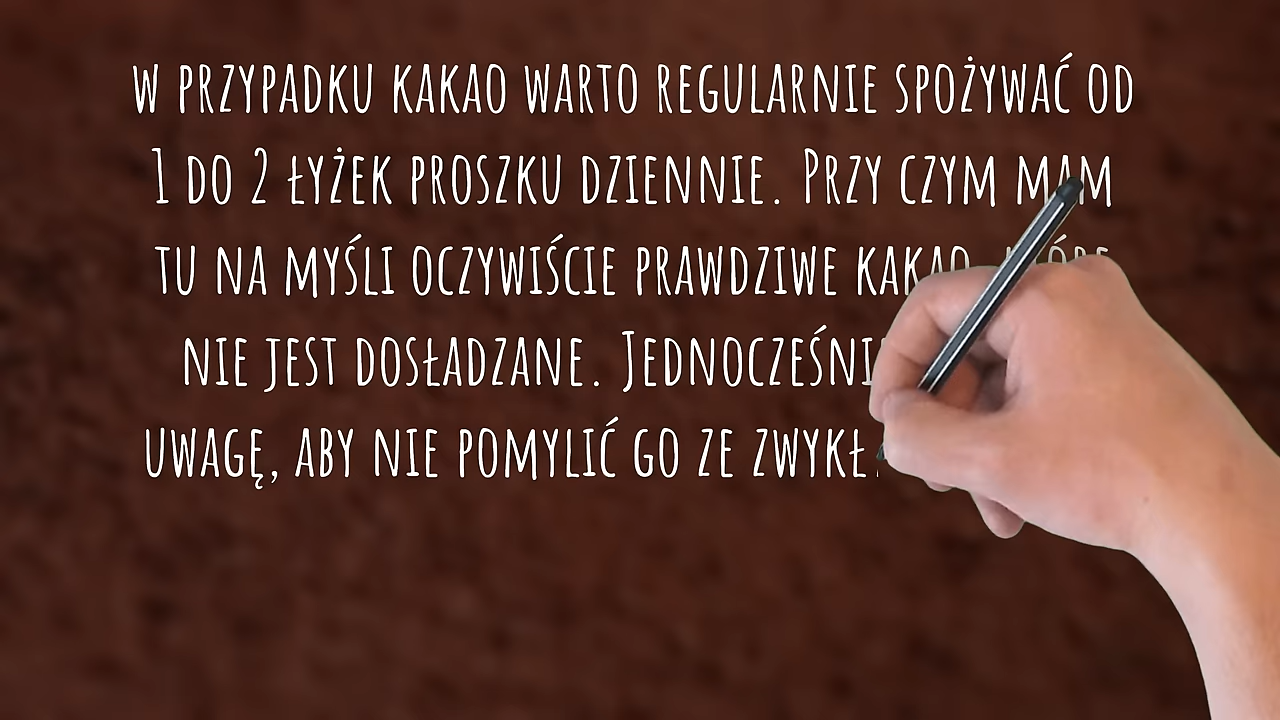 W PRZYPADKU KAKAO WARTO REGULARNIE SPOŻYWAĆ OD
1 DO 2 ŁYŻEK PROSZKU DZIENNIE. PRZY CZYM MAM
TU NA MYŚLI OCZYWIŚCIE PRAWDZIWE KAKAO
NIE JEST DOSŁADZANE. JEDNOCZEŚNIE
UWAGĘ, ABY NIE POMYLIĆ GO ZE